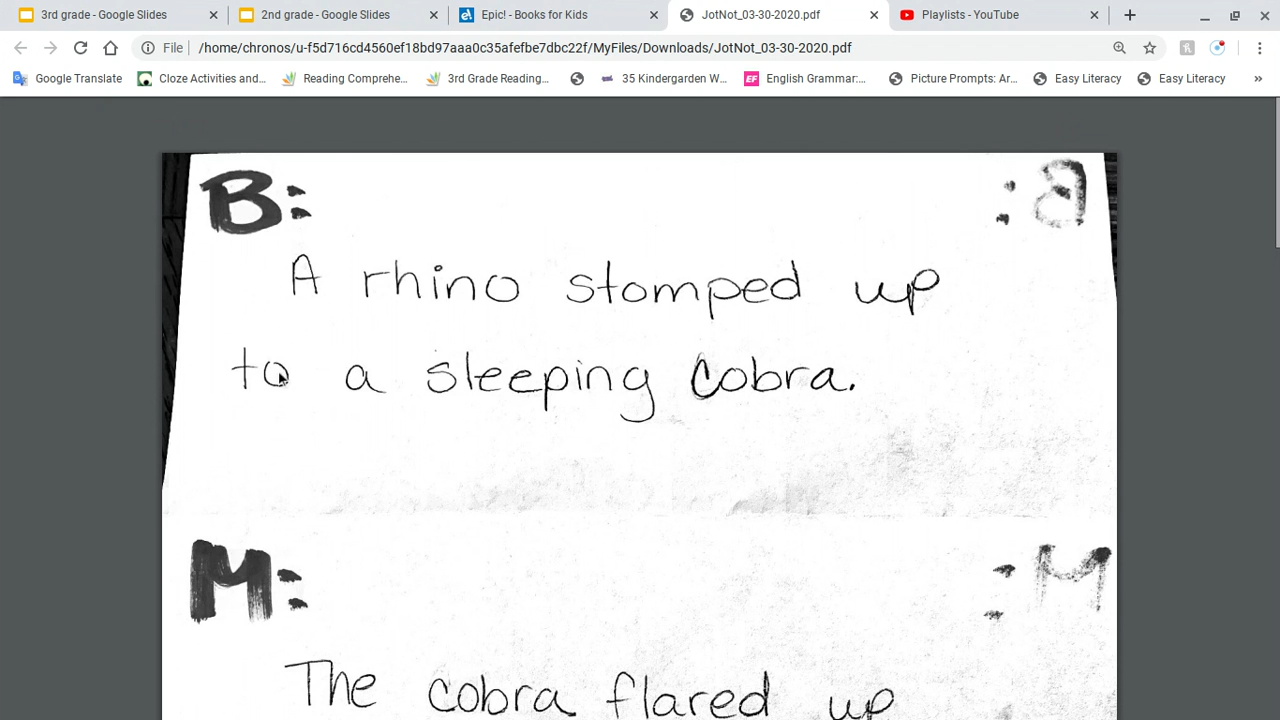 3rd grade - Google Slides
2nd grade - Google Slides
Epic! - Books for Kids
JotNot_03-30-2020.pdf
Playlists - YouTube
File
/home/chronos/u-f5d716cd4560ef18bd97aaa0c35afefbe7dbc22f/MyFiles/Downloads/JotNot_03-30-2020.pdf
Google Translate
Cloze Activities and...
Reading Comprehe...
3rd Grade Reading...
35 Kindergarden W...
EF English Grammar:...
Picture Prompts: Ar...
Easy Literacy
Easy Literacy
B:
A rhino stomped up
to a sleeping cobra.
M:
The cobra flared up